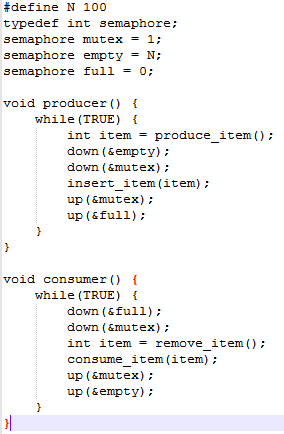 #define N 100
typedef int semaphore;
semaphore mutex = 1;
semaphore empty = N;
semaphore full = 0;

void producer() {
    while(TRUE) {
        int item = produce_item();
        down(&empty);
        down(&mutex);
        insert_item(item);
        up(&mutex);
        up(&full);
    }
}

void consumer() {
    while(TRUE) {
        down(&full);
        down(&mutex);
        int item = remove_item();
        consume_item(item);
        up(&mutex);
        up(&empty);
    }
}